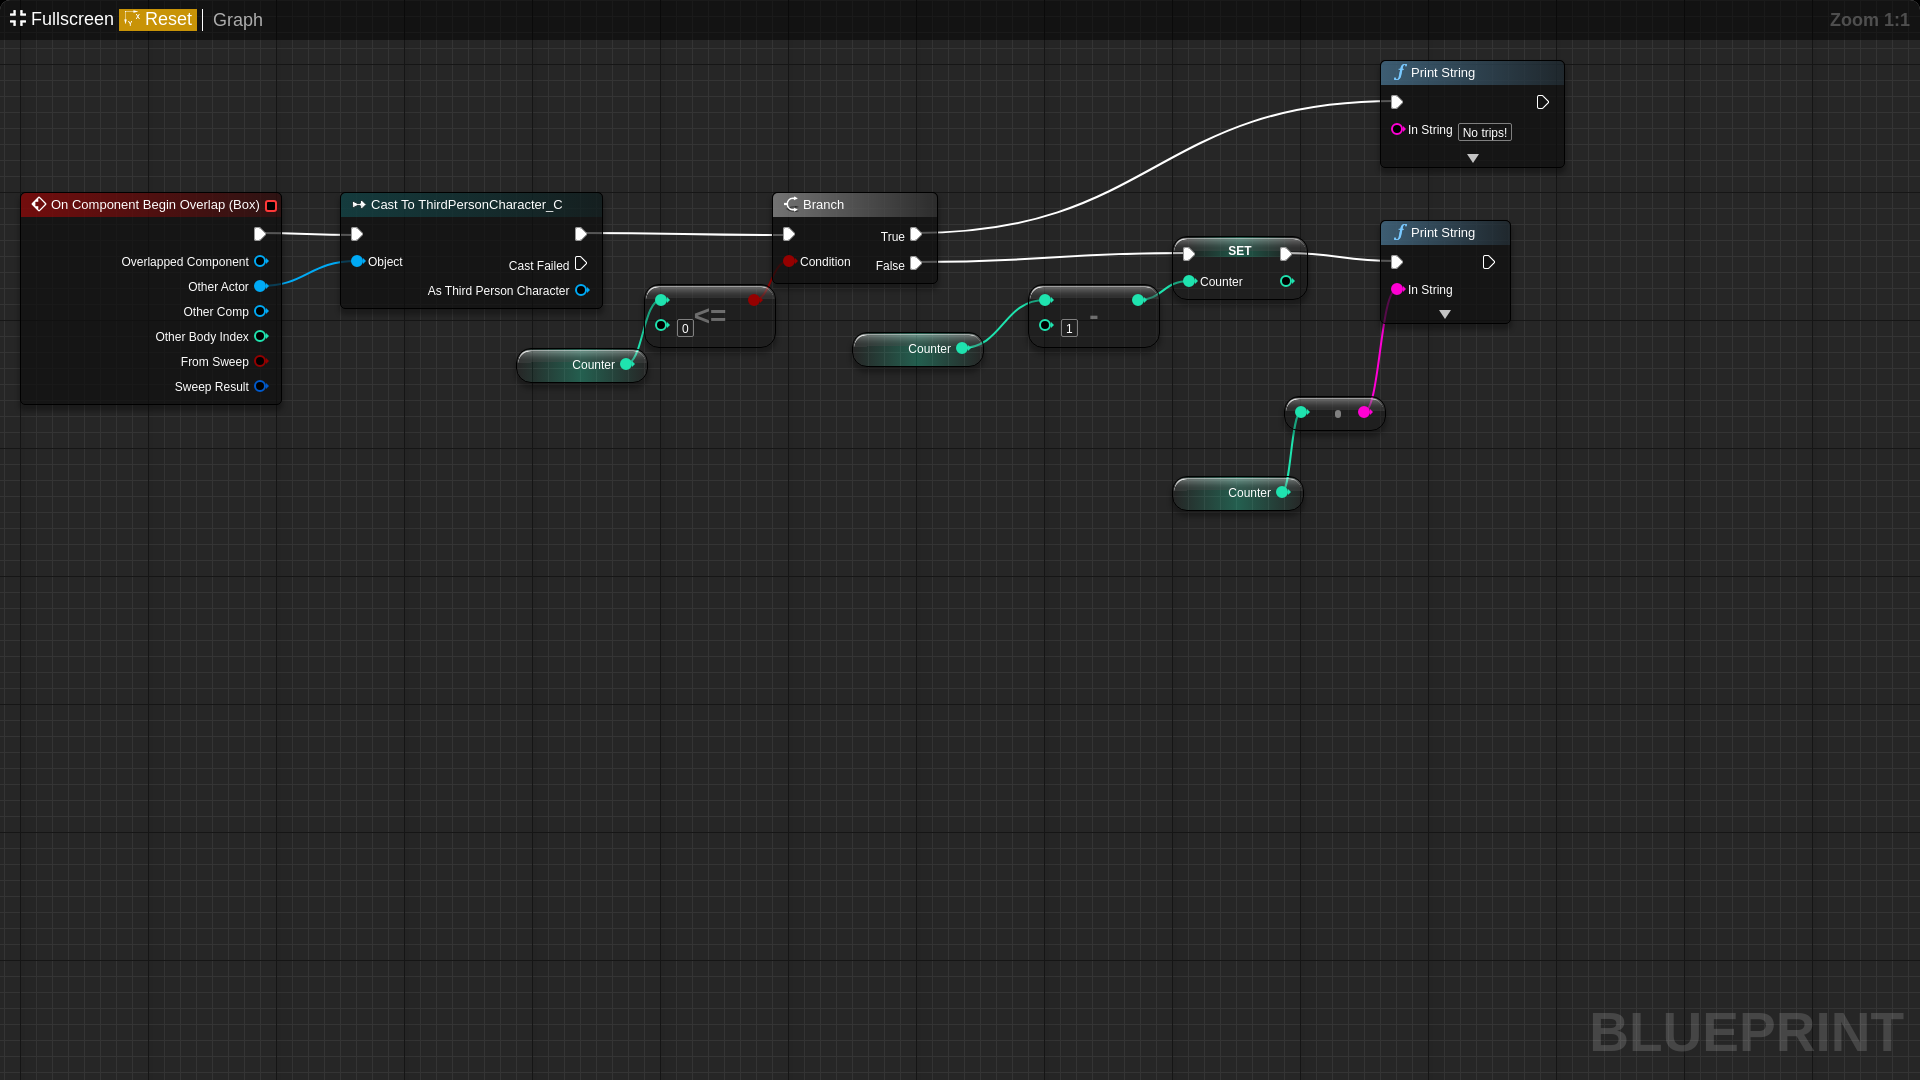 Fullscreen Reset Graph
Zoom 1:1
Print String
In String No trips!
On Component Begin Overlap (Box)
Overlapped Component
Other Actor
Other Comp
Other Body Index
From Sweep
Sweep Result
Cast To ThirdPersonCharacter_C
Object
Cast Failed
As Third Person Character
Branch
True
Condition
False
<=
0
Counter
Counter
-
1
SET
Counter
Print String
In String
Counter
BLUEPRINT